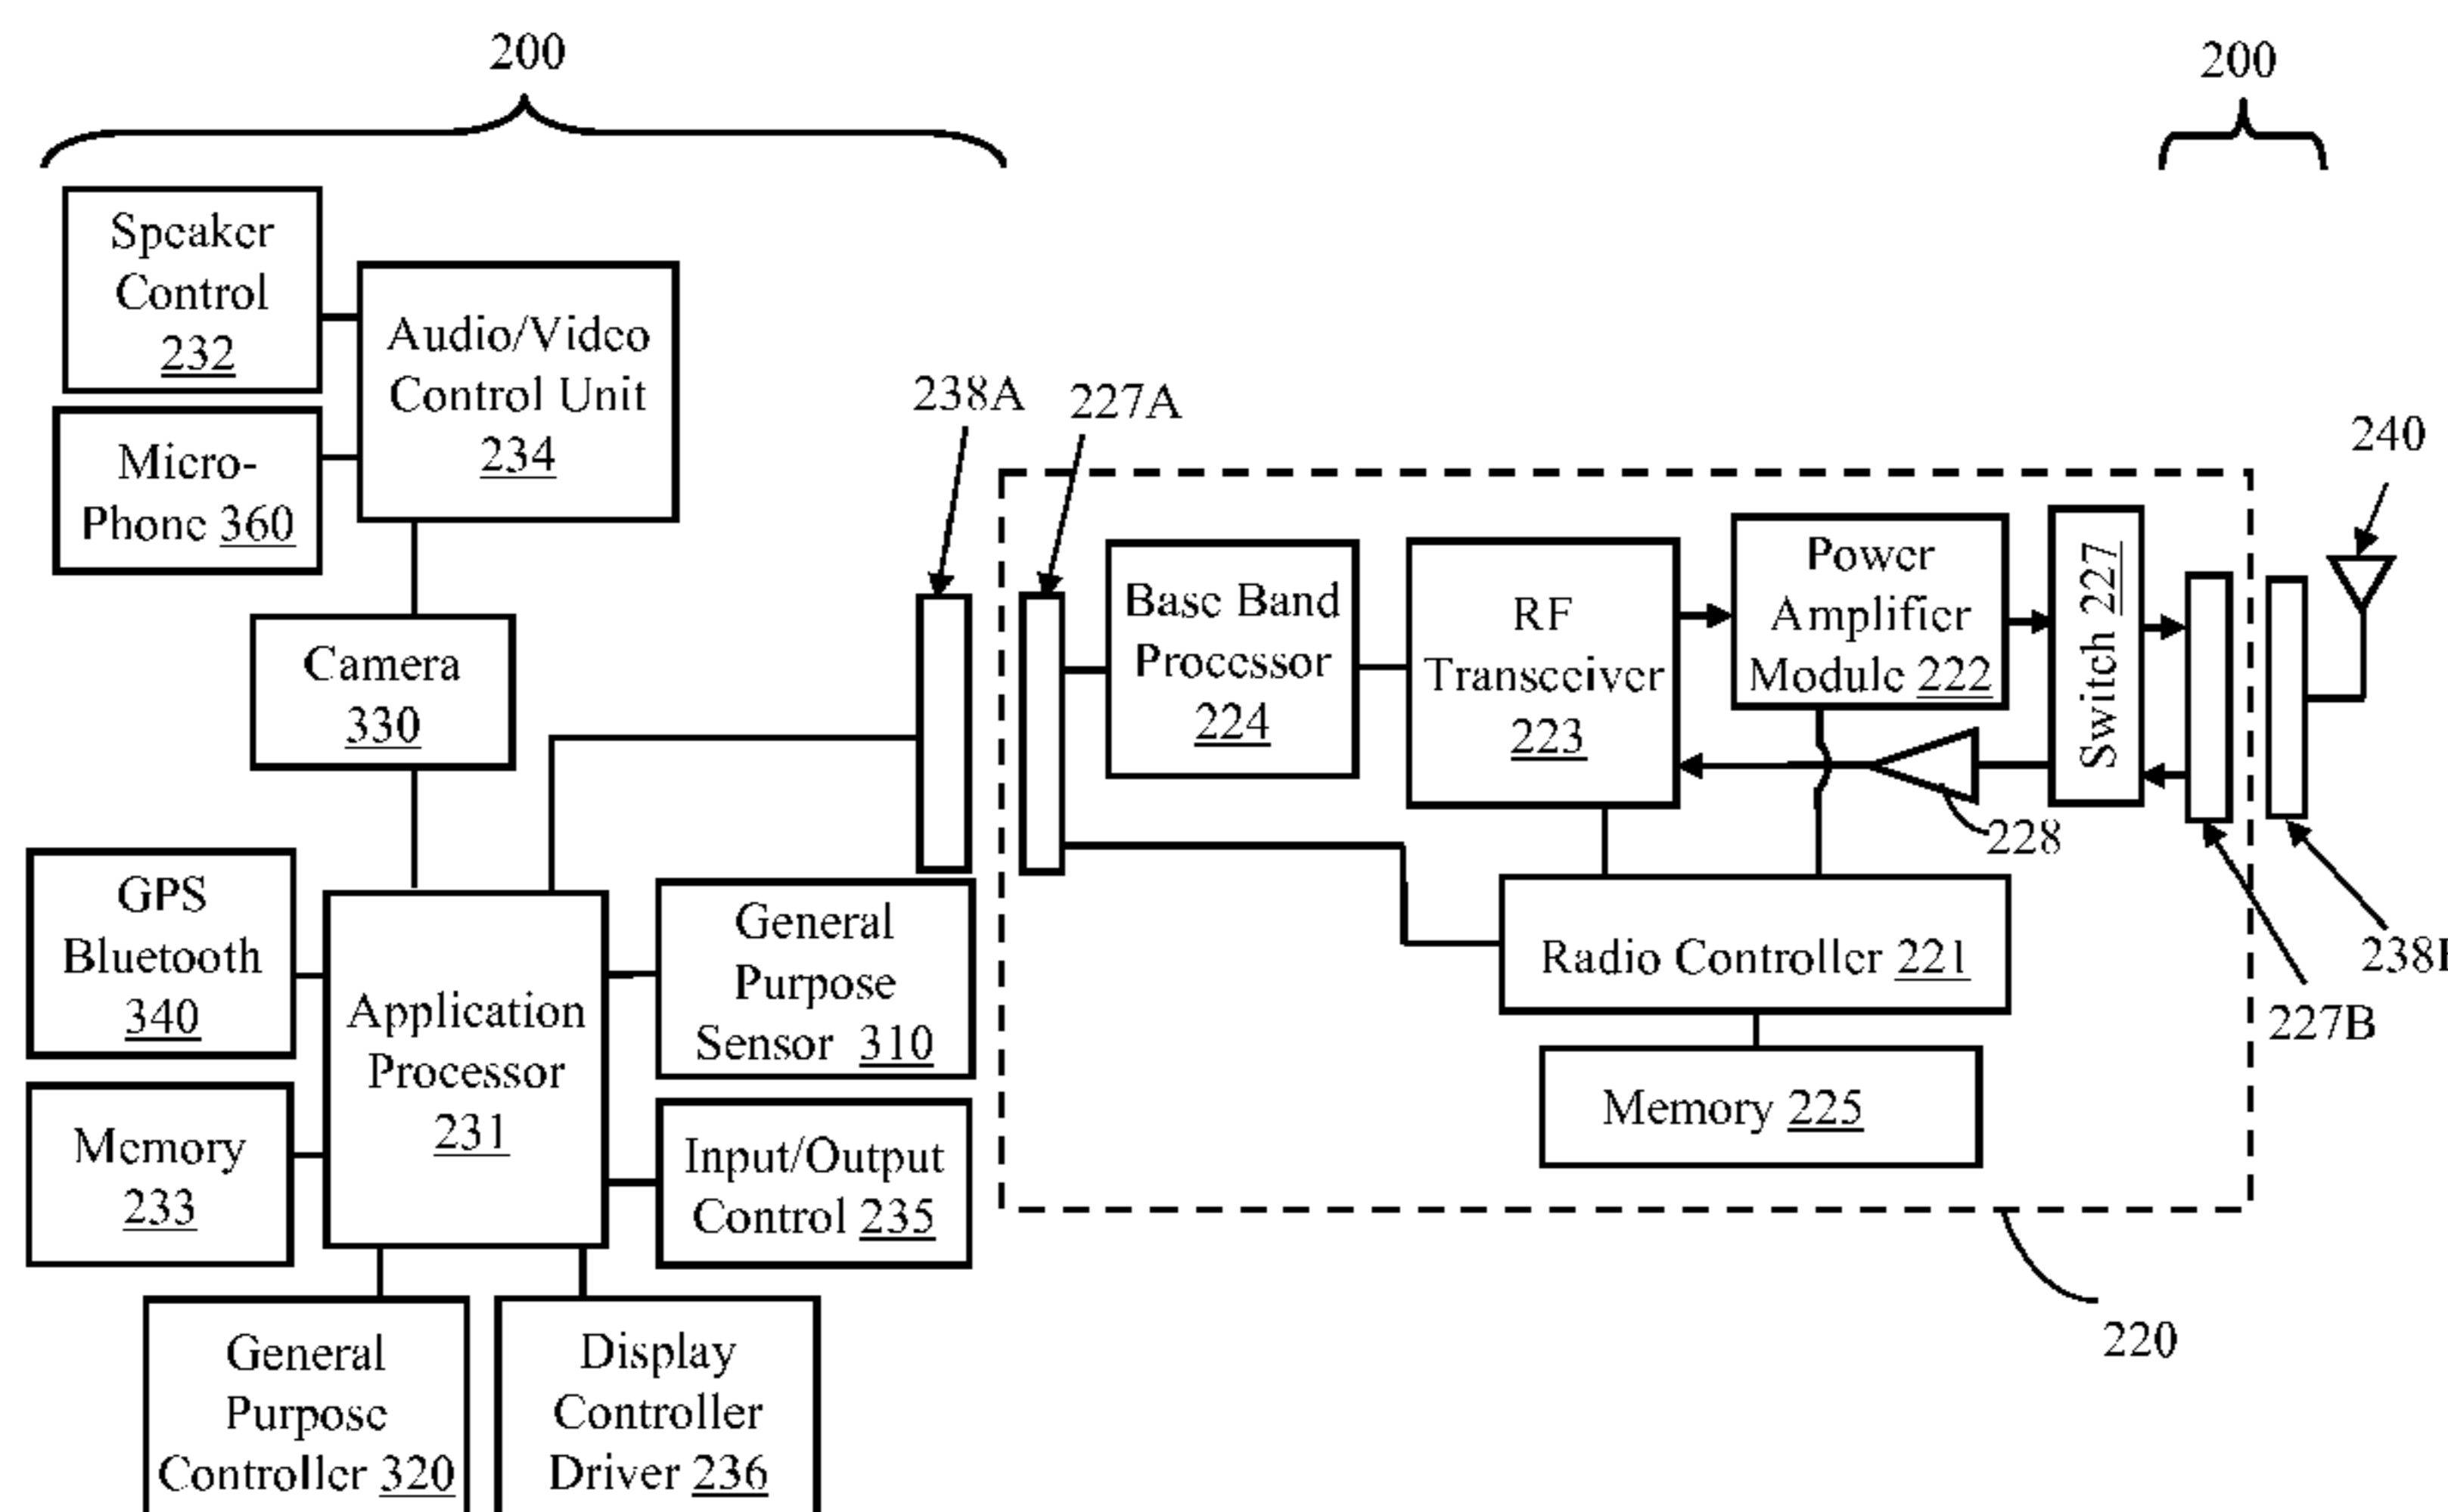 200
200
Speaker
Control
232
Audio/Video
Control Unit
234
Micro-
Phone 360
238A
227A
240
Camera
330
Base Band
Processor
224
RF
Transceiver
223
Power
Amplifier
Module 222
Switch 227
228
GPS
Bluetooth
340
Application
Processor
231
General
Purpose
Sensor 310
Radio Controller 221
227B
Memory
233
Input/Output
Control 235
Memory 225
220
General
Purpose
Controller 320
Display
Controller
Driver 236